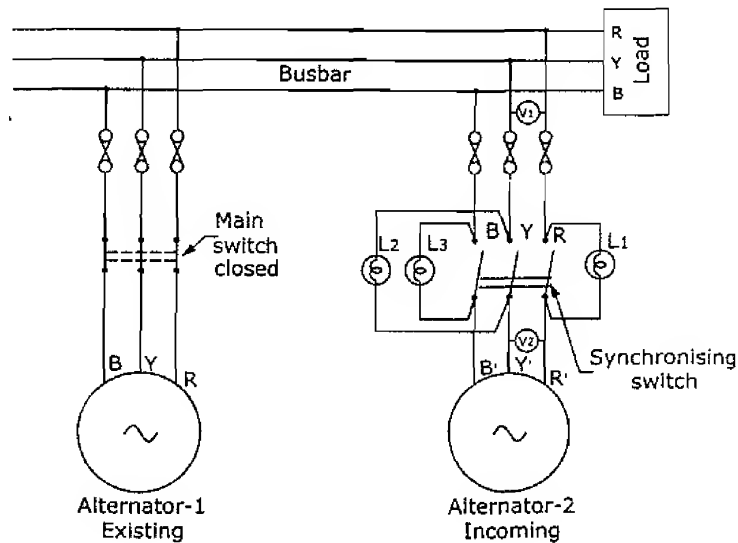 R
Y
B
Load
Busbar
V1
Main
switch
closed
L2
L3
B
Y
R
L1
V2
Synchronising
switch
B
Y
R
B'
Y'
R'
Alternator-1
Existing
Alternator-2
Incoming